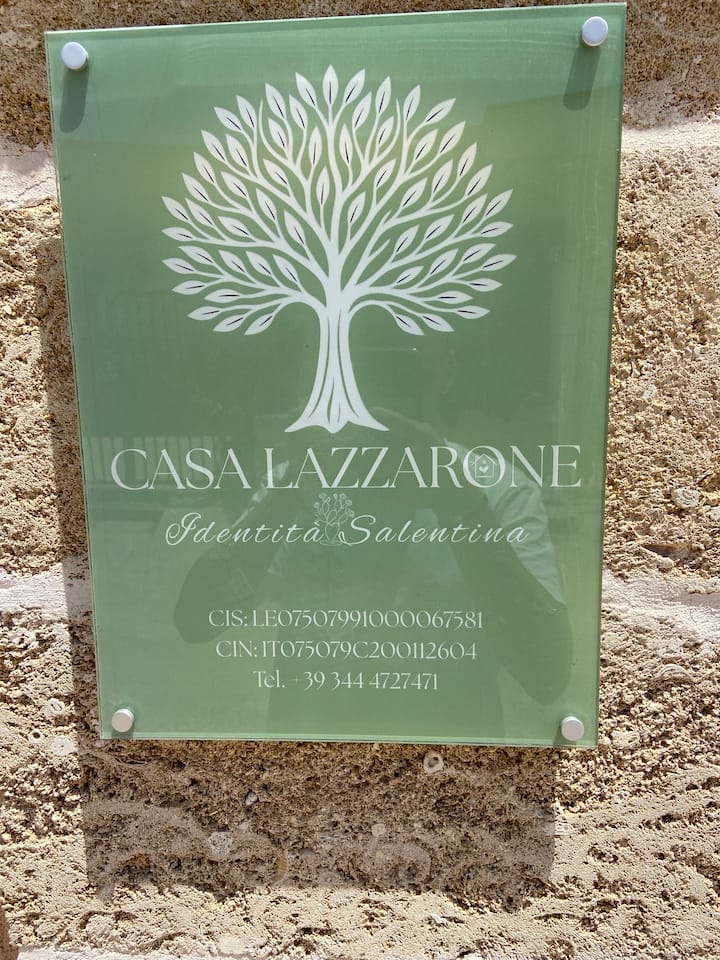 CASA LAZZARONE
Identità Salentina
CIS: LE07507991000067581
CIN: IT075079C200112604
Tel. +39 344 4727471